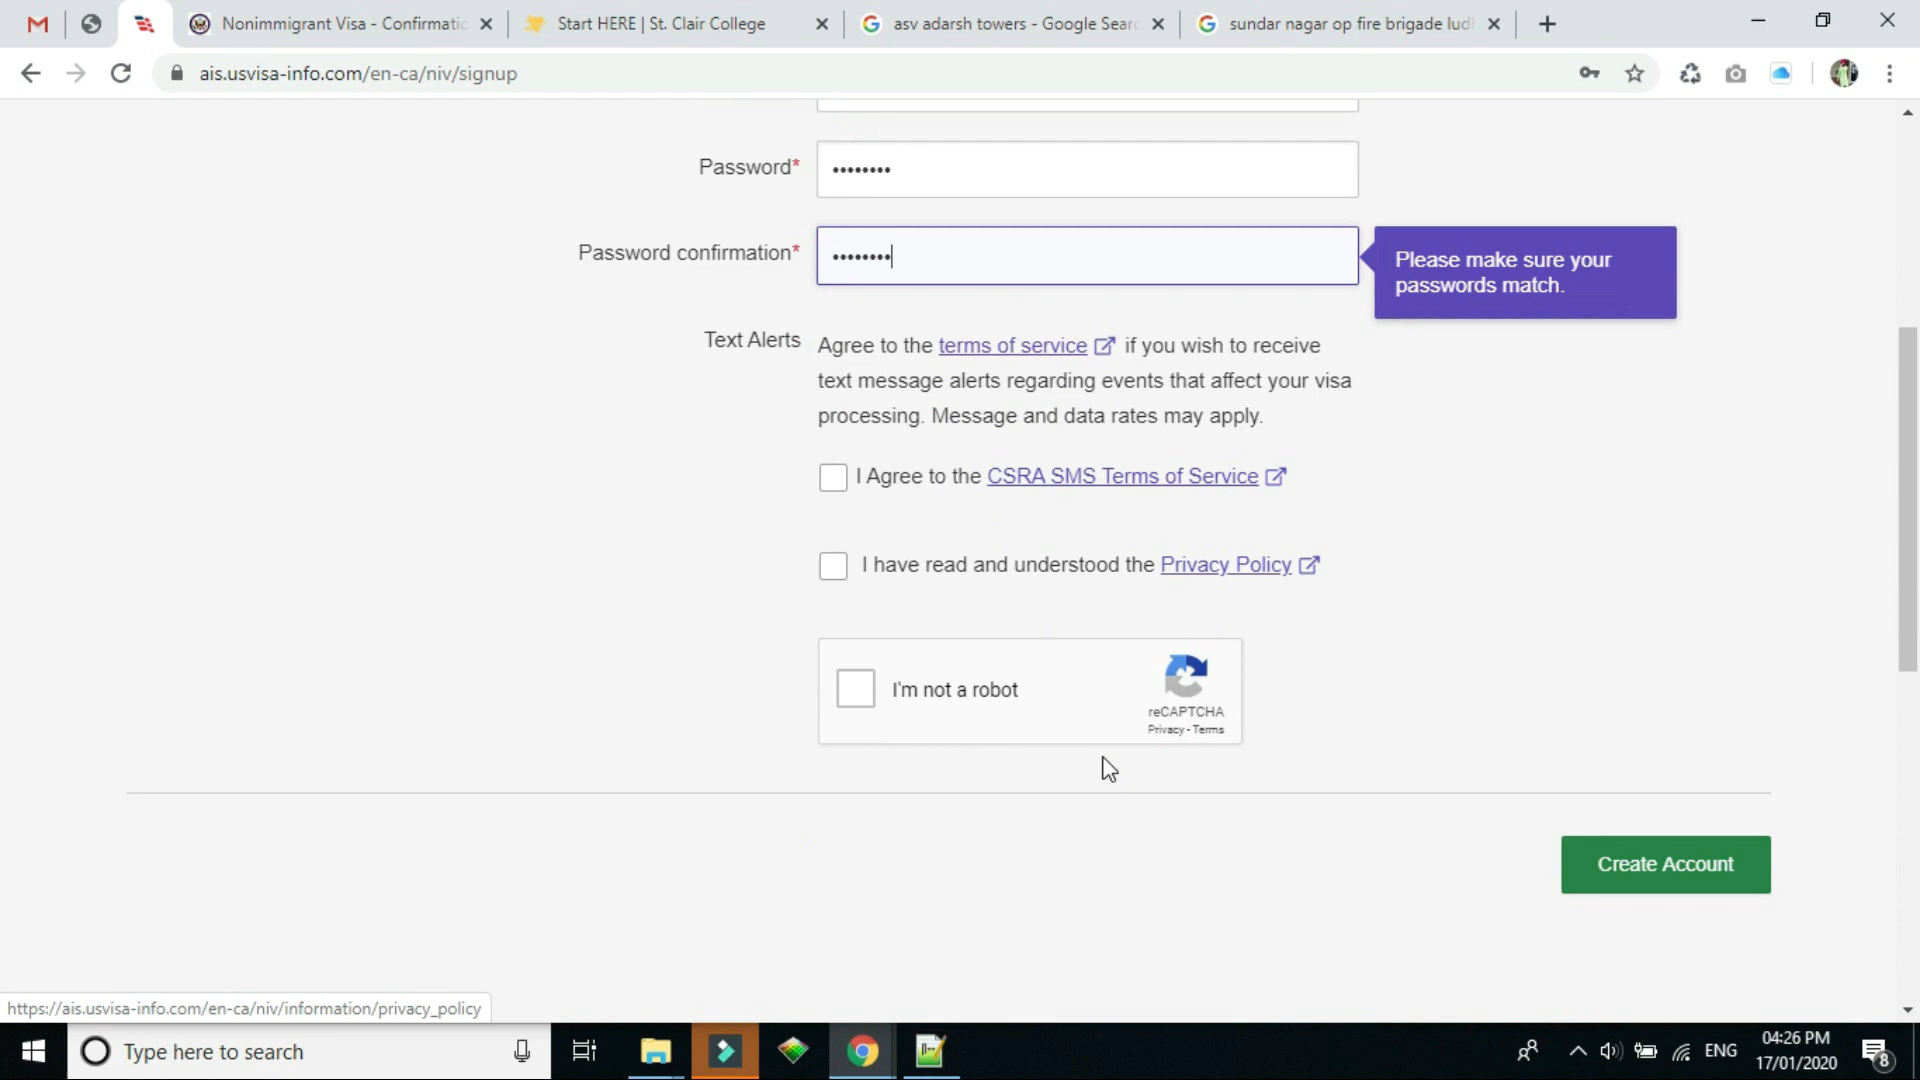 Nonimmigrant Visa - Confirmatic
Start HERE | St. Clair College
asv adarsh towers - Google Sear
sundar nagar op fire brigade lud
ais.usvisa-info.com/en-ca/niv/signup
Password*
••••••••
Password confirmation*
••••••••
Please make sure your
passwords match.
Text Alerts
Agree to the terms of service if you wish to receive
text message alerts regarding events that affect your visa
processing. Message and data rates may apply.
I Agree to the CSRA SMS Terms of Service
I have read and understood the Privacy Policy
I'm not a robot
reCAPTCHA
Privacy - Terms
Create Account
https://ais.usvisa-info.com/en-ca/niv/information/privacy_policy
Type here to search
ENG
04:26 PM
17/01/2020
8